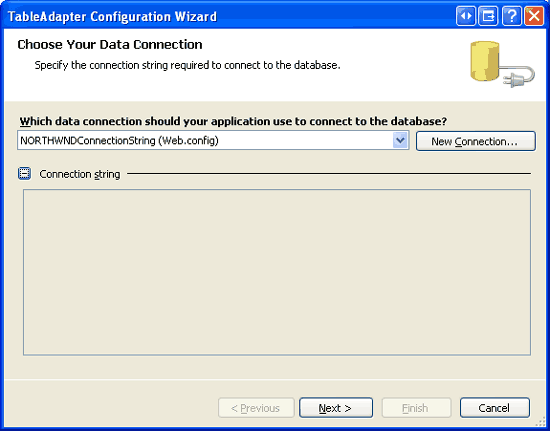 TableAdapter Configuration Wizard
Choose Your Data Connection
Specify the connection string required to connect to the database.
Which data connection should your application use to connect to the database?
NORTHWNDConnectionString (Web.config)
New Connection...
Connection string
< Previous
Next >
Finish
Cancel